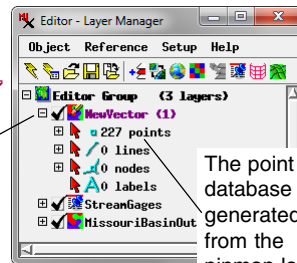 Editor - Layer Manager
Object Reference Setup Help
Editor Group (3 layers)
NewVector (1)
227 points
0 lines
0 nodes
0 labels
StreamGages
MissouriBasinOut
The point
database
generated
from the